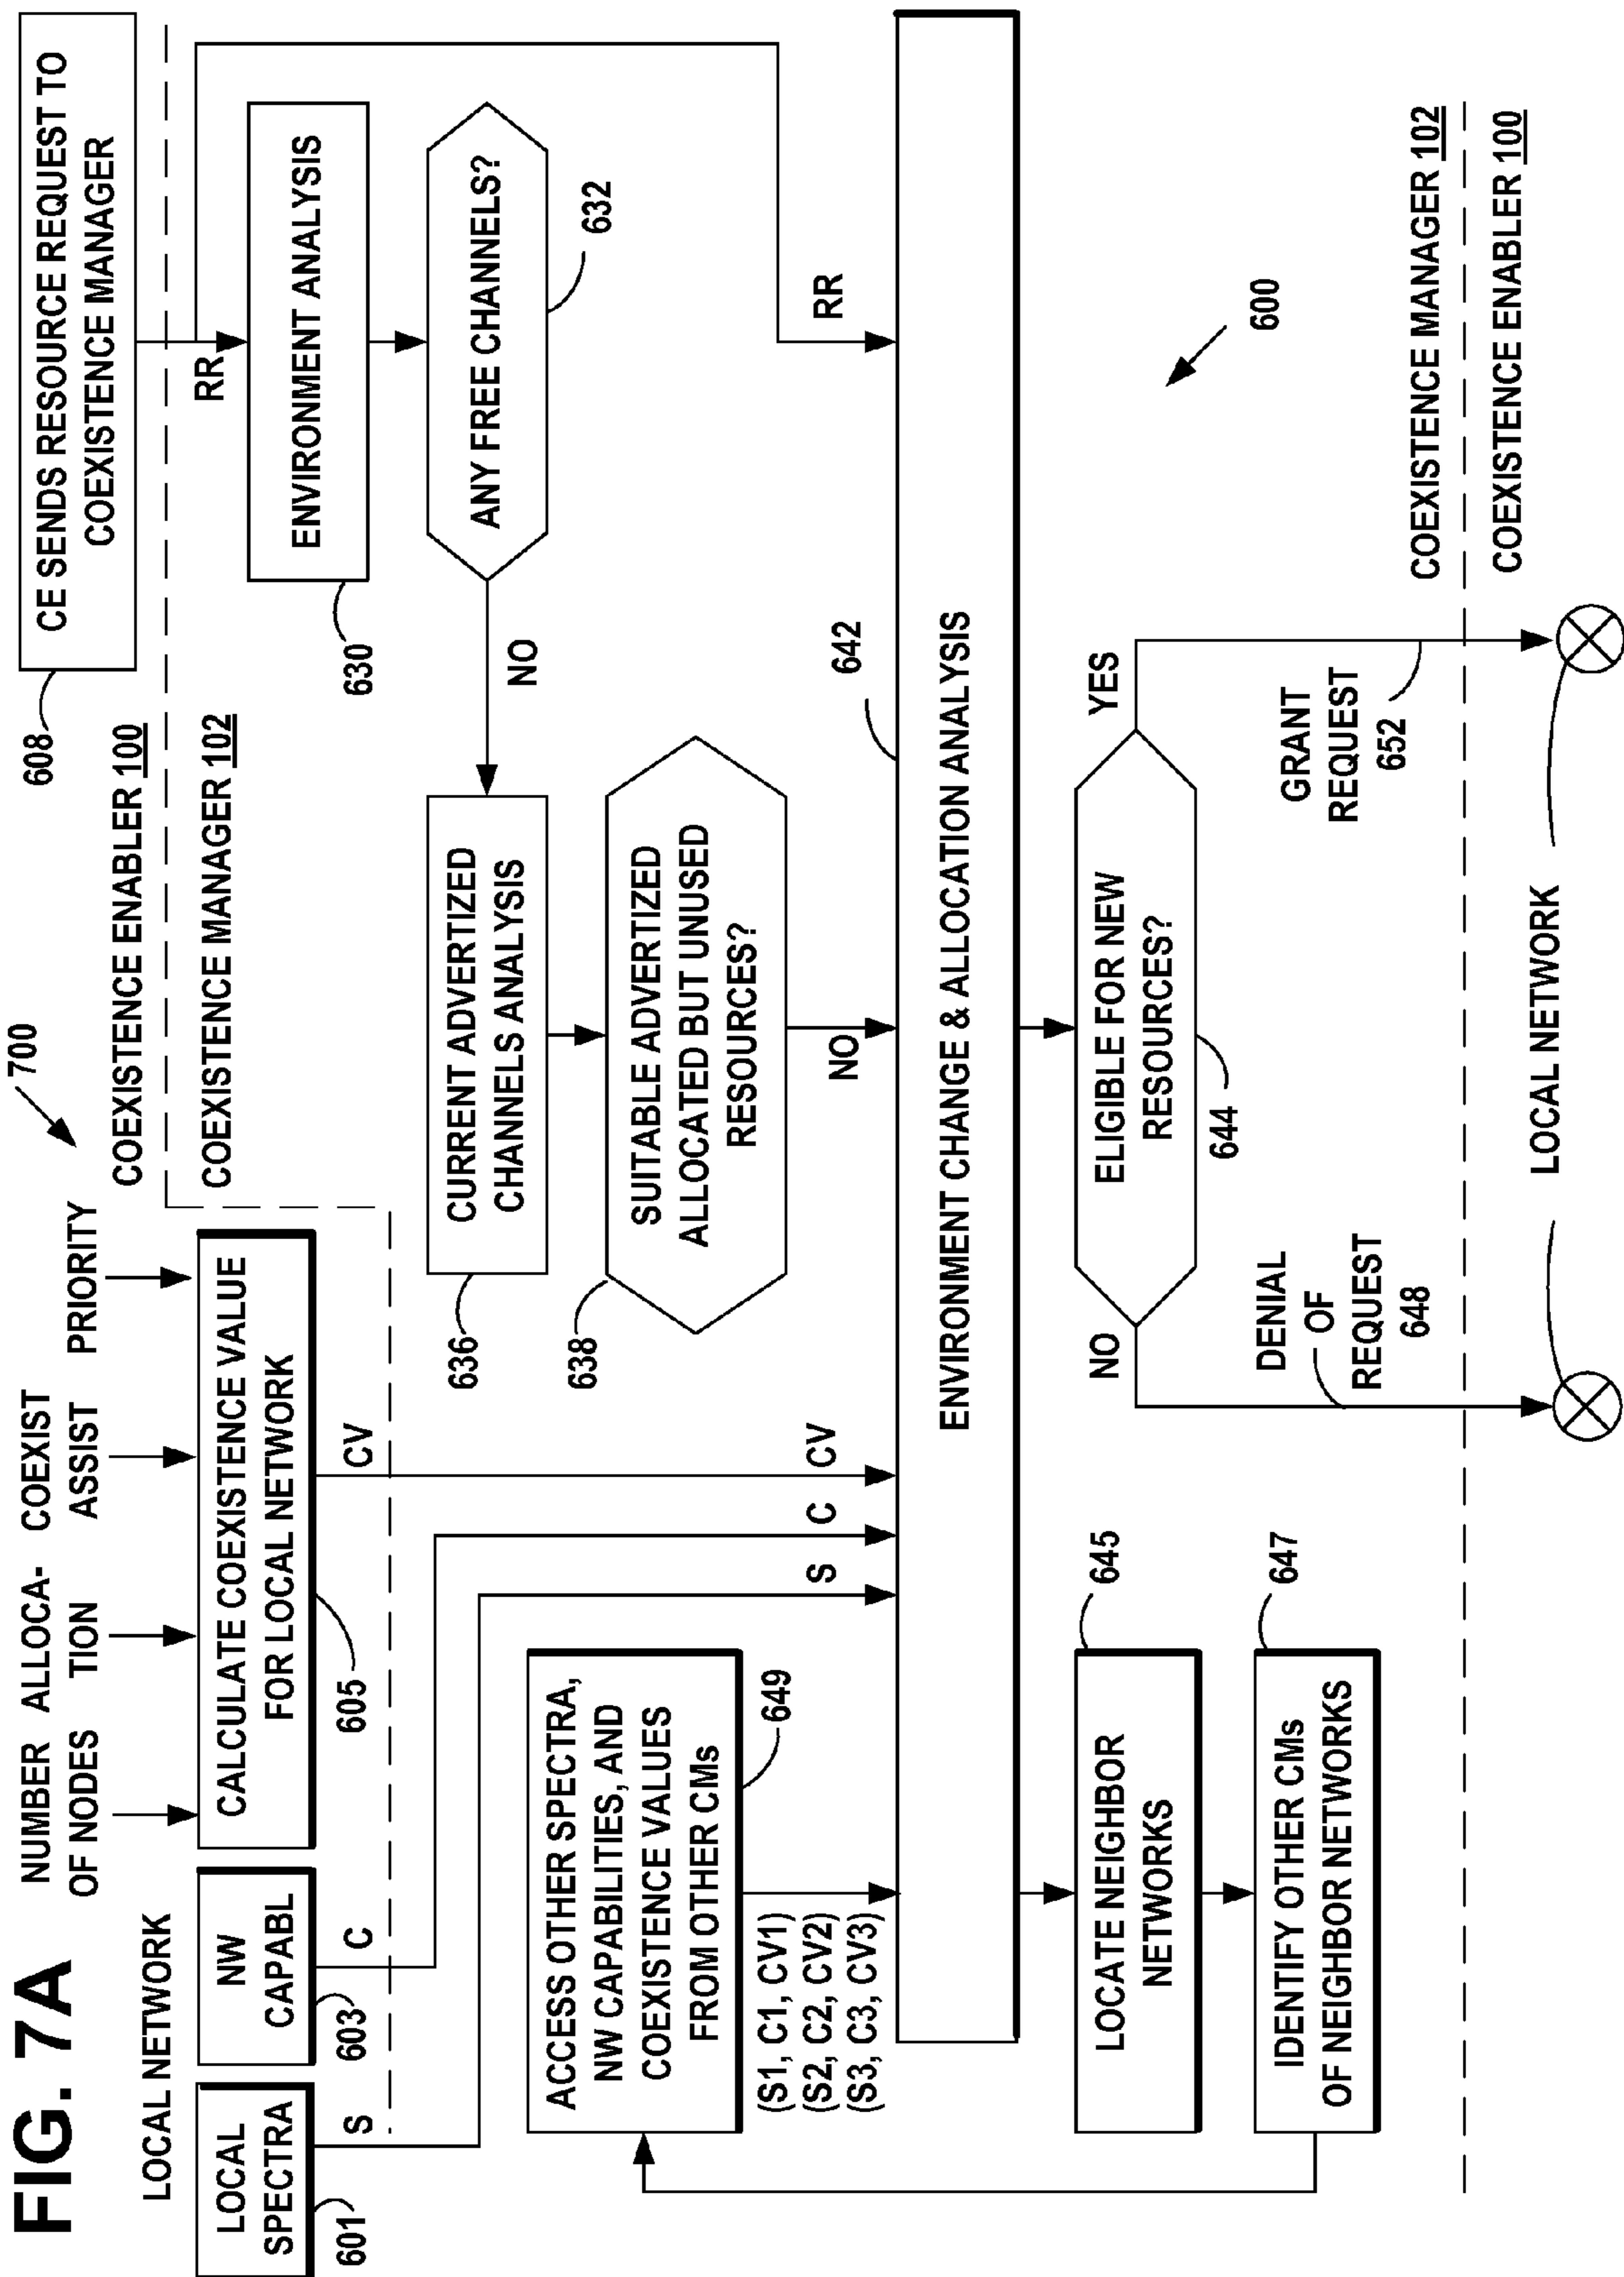 FIG. 7A
700
LOCAL NETWORK
NUMBER
OF NODES
ALLOCA-
TION
COEXIST
ASSIST
PRIORITY
COEXISTENCE ENABLER 100
COEXISTENCE MANAGER 102
608
CE SENDS RESOURCE REQUEST TO
COEXISTENCE MANAGER
LOCAL
SPECTRA
601
S
NW
CAPABL
603
C
CALCULATE COEXISTENCE VALUE
FOR LOCAL NETWORK
605
CV
RR
ENVIRONMENT ANALYSIS
630
ANY FREE CHANNELS?
632
NO
CURRENT ADVERTIZED
CHANNELS ANALYSIS
636
SUITABLE ADVERTIZED
ALLOCATED BUT UNUSED
RESOURCES?
638
NO
ACCESS OTHER SPECTRA,
NW CAPABILITIES, AND
COEXISTENCE VALUES
FROM OTHER CMs
649
(S1, C1, CV1)
(S2, C2, CV2)
(S3, C3, CV3)
S
C
CV
RR
642
ENVIRONMENT CHANGE & ALLOCATION ANALYSIS
LOCATE NEIGHBOR
NETWORKS
645
IDENTIFY OTHER CMs
OF NEIGHBOR NETWORKS
647
ELIGIBLE FOR NEW
RESOURCES?
644
NO
DENIAL
OF
REQUEST
648
YES
GRANT
REQUEST
652
600
COEXISTENCE MANAGER 102
COEXISTENCE ENABLER 100
LOCAL NETWORK